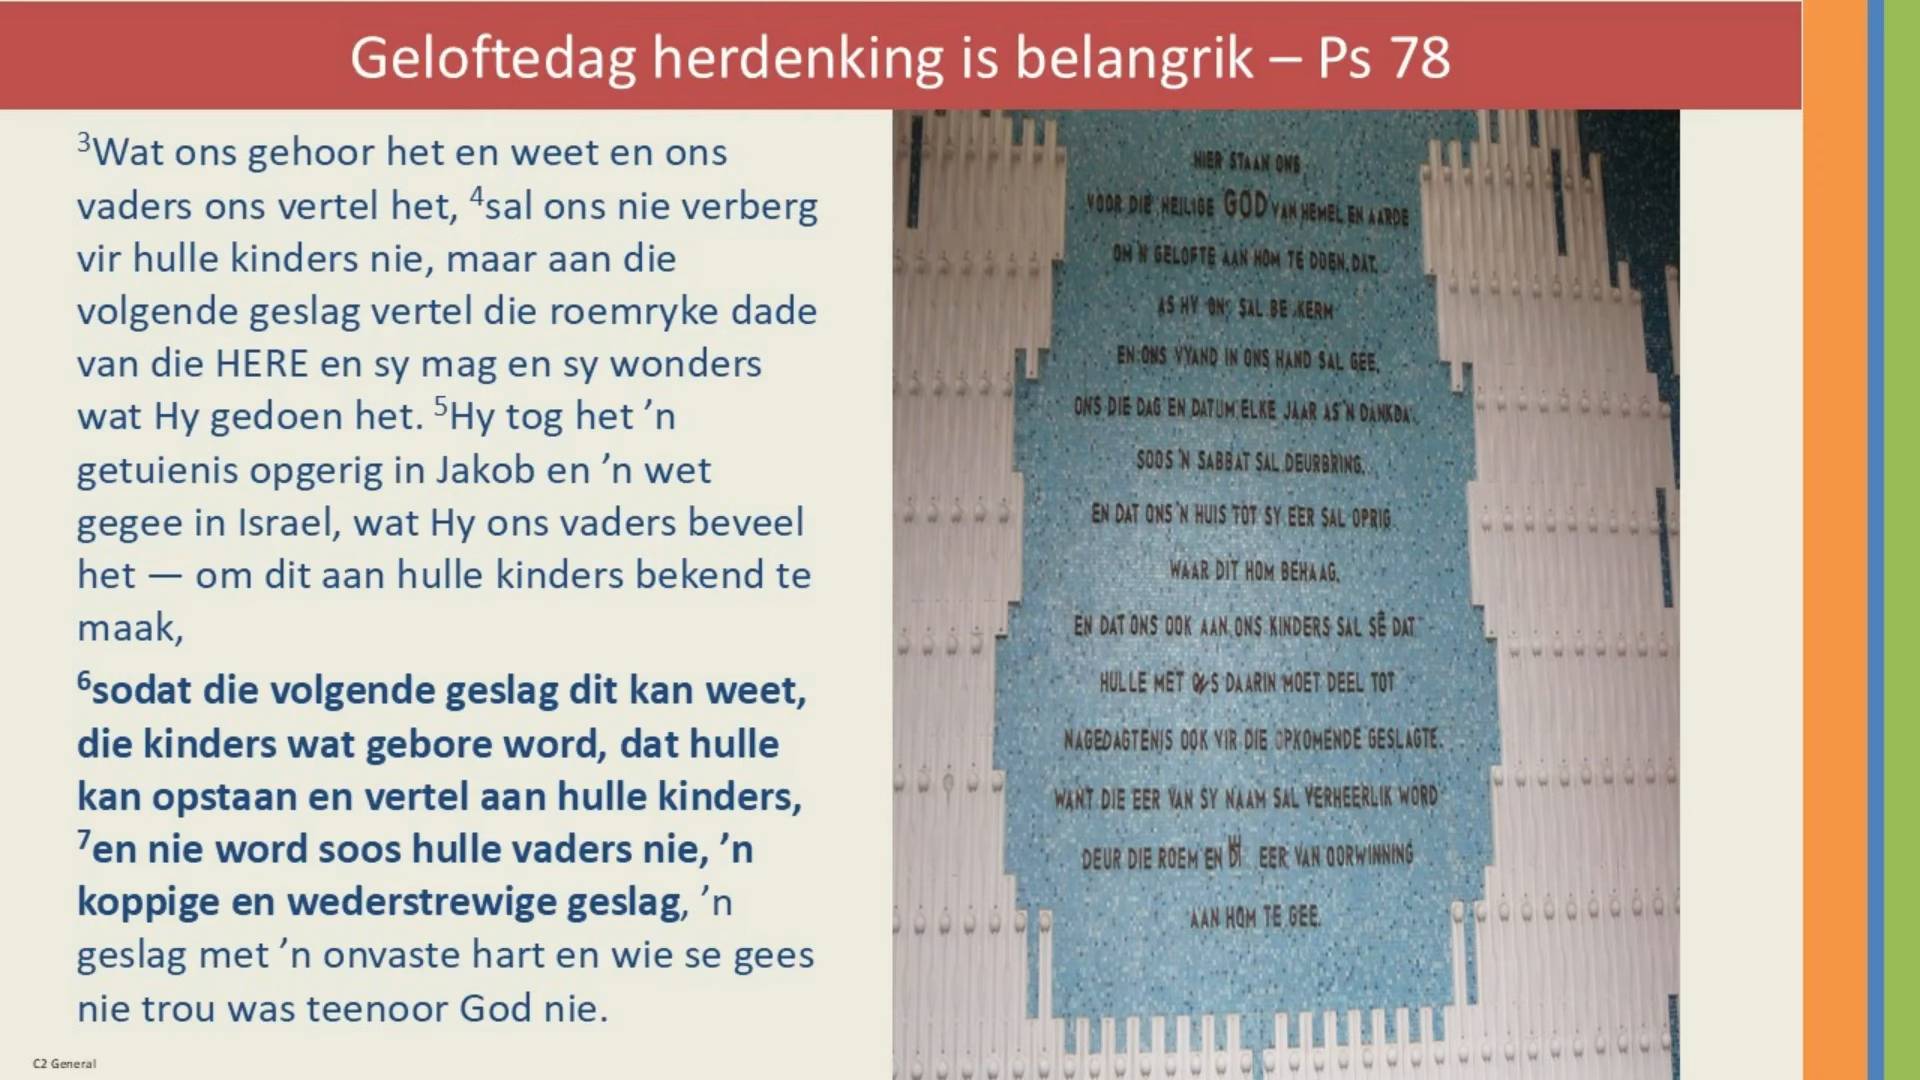 Geloftedag herdenking is belangrik – Ps 78
³Wat ons gehoor het en weet en ons
vaders ons vertel het, ⁴sal ons nie verberg
vir hulle kinders nie, maar aan die
volgende geslag vertel die roemryke dade
van die HERE en sy mag en sy wonders
wat Hy gedoen het. ⁵Hy tog het ’n
getuienis opgerig in Jakob en ’n wet
gegee in Israel, wat Hy ons vaders beveel
het — om dit aan hulle kinders bekend te
maak,
⁶sodat die volgende geslag dit kan weet,
die kinders wat gebore word, dat hulle
kan opstaan en vertel aan hulle kinders,
⁷en nie word soos hulle vaders nie, ’n
koppige en wederstrewige geslag, ’n
geslag met ’n onvaste hart en wie se gees
nie trou was teenoor God nie.
C2 General
HIER STAAN ONS
VOOR DIE HEILIGE GOD VAN HEMEL EN AARDE
OM 'N GELOFTE AAN HOM TE DOEN, DAT,
AS HY ONS SAL BE KERM
EN ONS VYAND IN ONS HAND SAL GEE,
ONS DIE DAG EN DATUM ELKE JAAR AS 'N DANKDA
SOOS 'N SABBAT SAL DEURBRING,
EN DAT ONS 'N HUIS TOT SY EER SAL OPRIG
WAAR DIT HOM BEHAAG,
EN DAT ONS OOK AAN ONS KINDERS SAL SÊ DAT
HULLE MET ONS DAARIN MOET DEEL TOT
NAGEDAGTENIS OOK VIR DIE OPKOMENDE GESLAGTE.
WANT DIE EER VAN SY NAAM SAL VERHEERLIK WORD
DEUR DIE ROEM EN DI EER VAN OORWINNING
AAN HOM TE GEE.